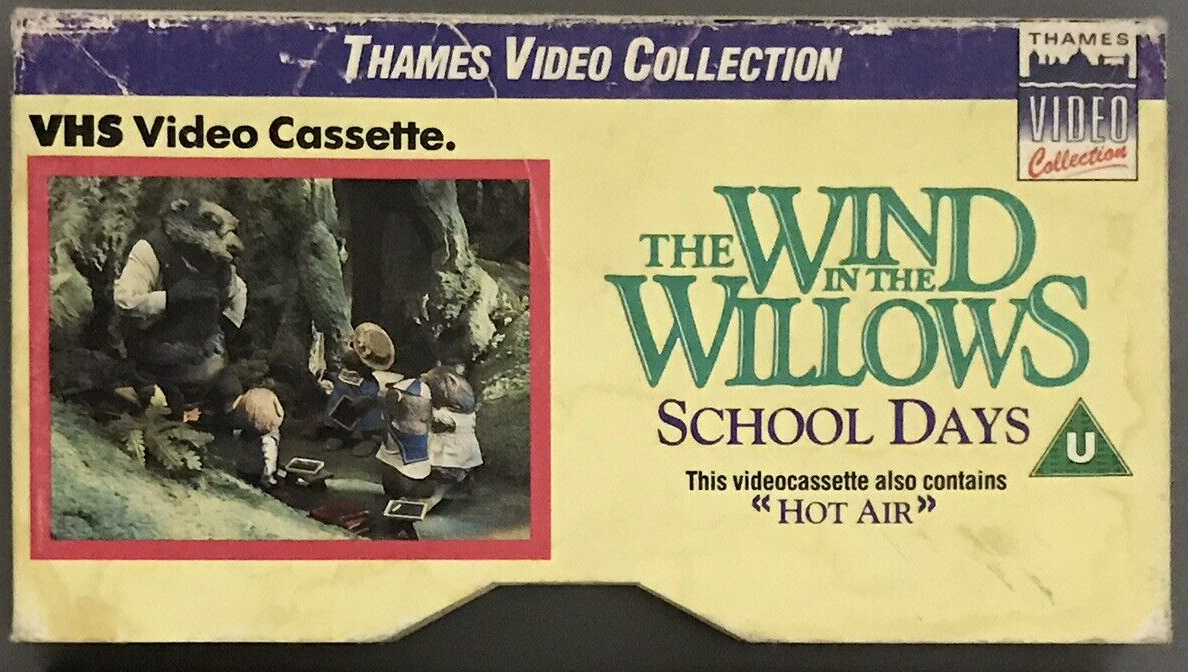 THAMES VIDEO COLLECTION
THAMES
VIDEO
Collection
VHS Video Cassette.
THE WIND
IN THE
WILLOWS
SCHOOL DAYS
U
This videocassette also contains
“HOT AIR”